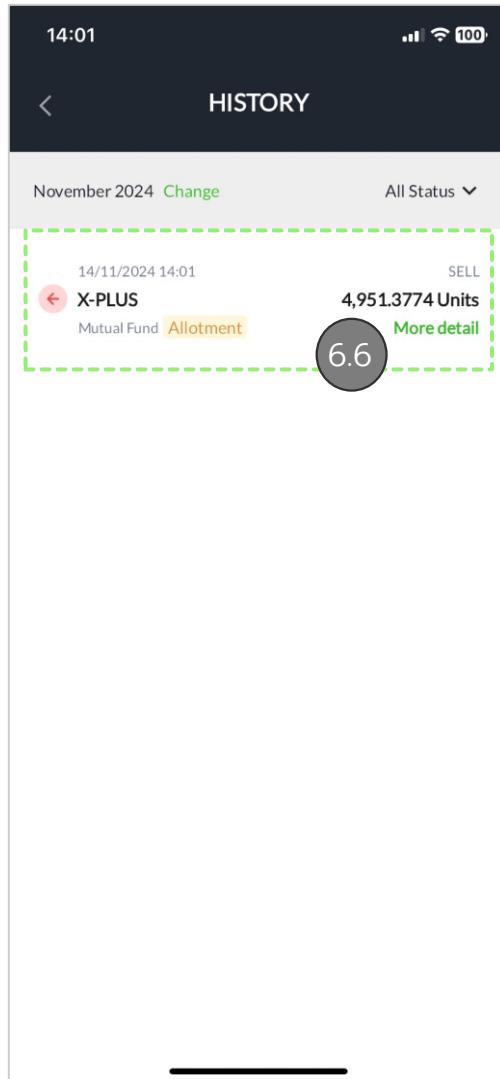 14:01 100
HISTORY
November 2024 Change All Status
14/11/2024 14:01 SELL
X-PLUS 4,951.3774 Units
Mutual Fund Allotment More detail
6.6